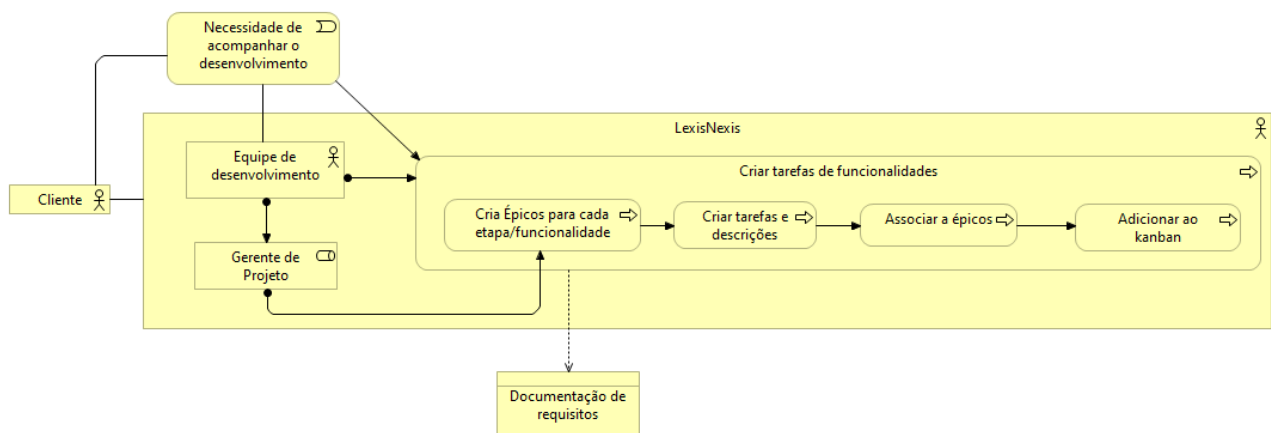 Necessidade de
acompanhar o
desenvolvimento
LexisNexis
Equipe de
desenvolvimento
Criar tarefas de funcionalidades
Cliente
Cria Épicos para cada
etapa/funcionalidade
Criar tarefas e
descrições
Associar a épicos
Adicionar ao
kanban
Gerente de
Projeto
Documentação de
requisitos